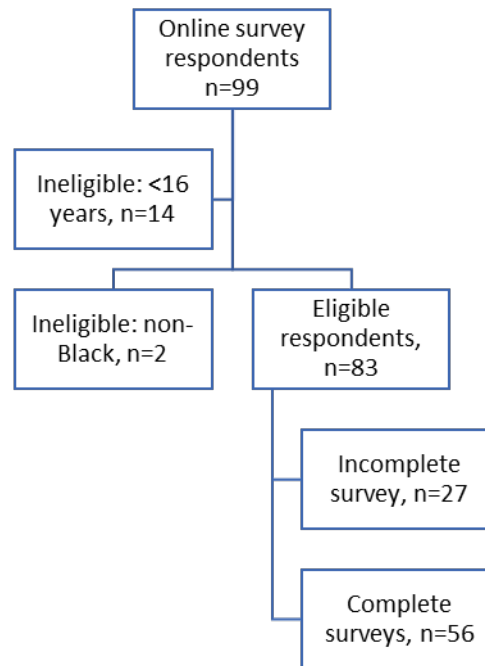 Online survey
respondents
n=99
Ineligible: <16
years, n=14
Ineligible: non-
Black, n=2
Eligible
respondents,
n=83
Incomplete
survey, n=27
Complete
surveys, n=56